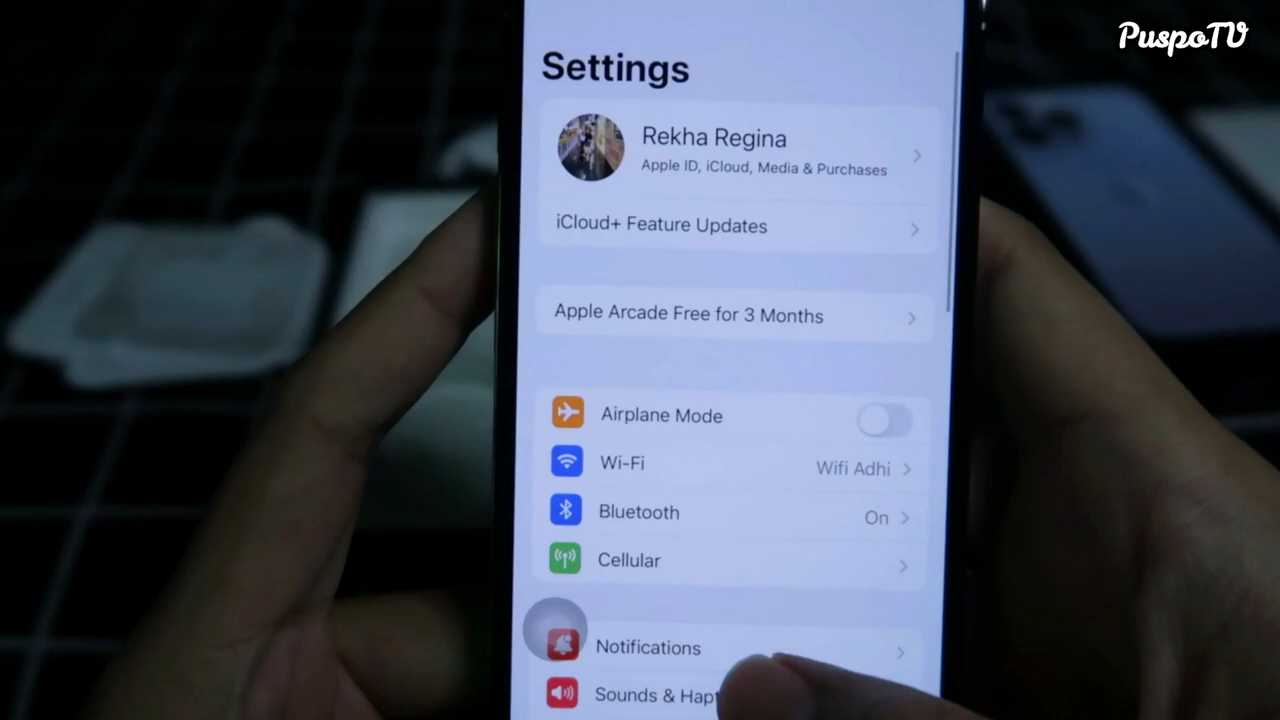 PuspoTV
Settings
Rekha Regina
Apple ID, iCloud, Media & Purchases
iCloud+ Feature Updates
Apple Arcade Free for 3 Months
Airplane Mode
Wi-Fi Wifi Adhi
Bluetooth On
Cellular
Notifications
Sounds & Hapt